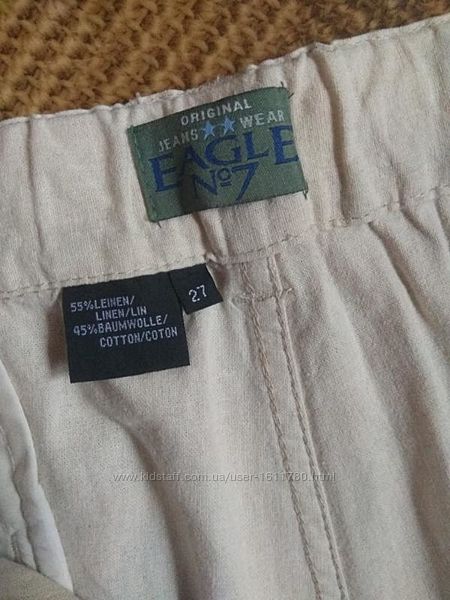 ORIGINAL
JEANS WEAR
EAGLE
Nº7
27
55%LEINEN/
LINEN/LIN
45%BAUMWOLLE/
COTTON/COTON
www.kidstaff.com.ua/user-1611780.html